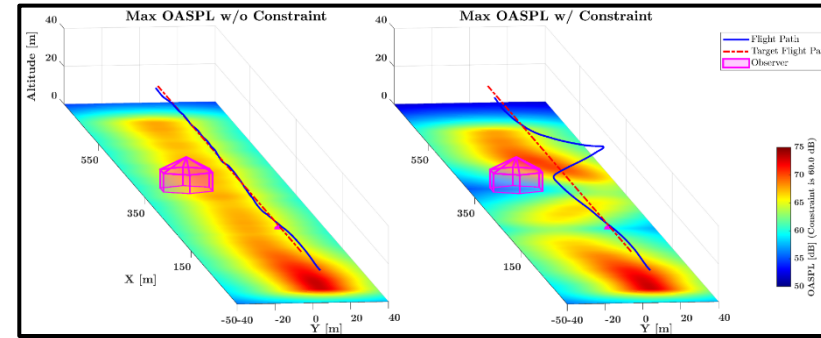 Max OASPL w/o Constraint
Max OASPL w/ Constraint
40
20
0
Altitude [m]
550
350
150
X [m]
-50-40
-20
0
20
40
Y [m]
40
20
0
550
350
150
-50-40
-20
0
20
40
Y [m]
Flight Path
Target Flight Pa
Observer
75
70
65
60
55
50
OASPL [dB] (Constraint is 60.0 dB)